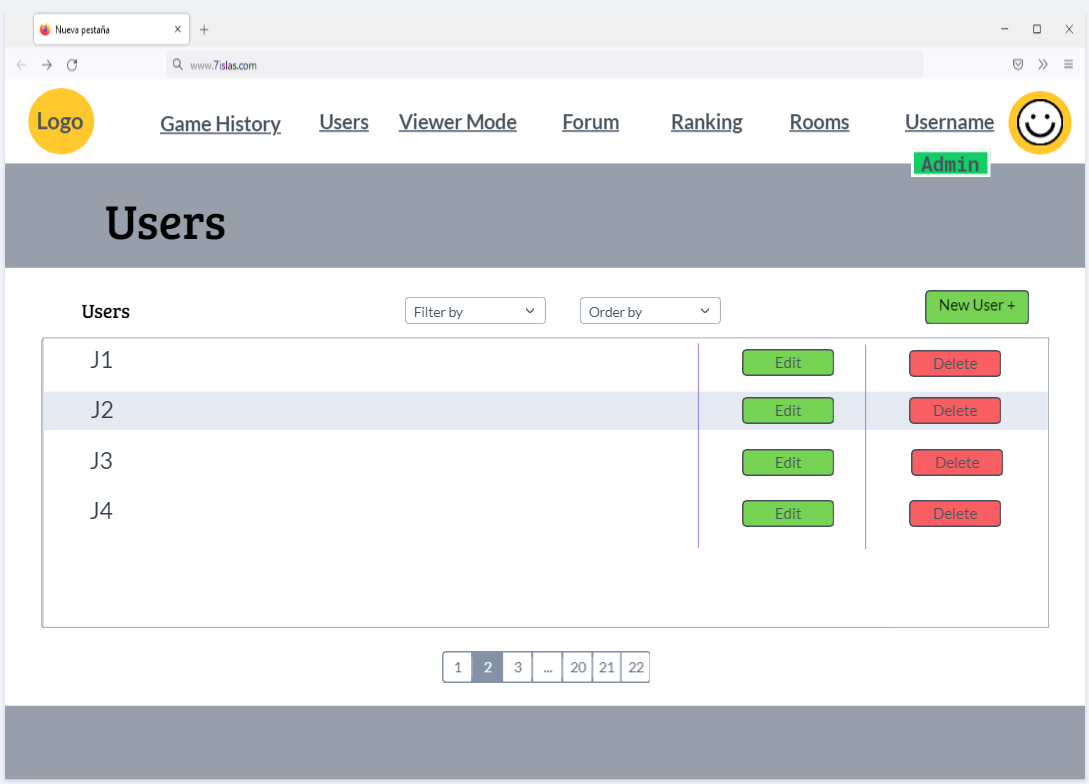 Nueva pestaña
www.7islas.com
Logo Game History Users Viewer Mode Forum Ranking Rooms Username
Admin
Users
Users Filter by Order by New User +
J1 Edit Delete
J2 Edit Delete
J3 Edit Delete
J4 Edit Delete
1 2 3 ... 20 21 22